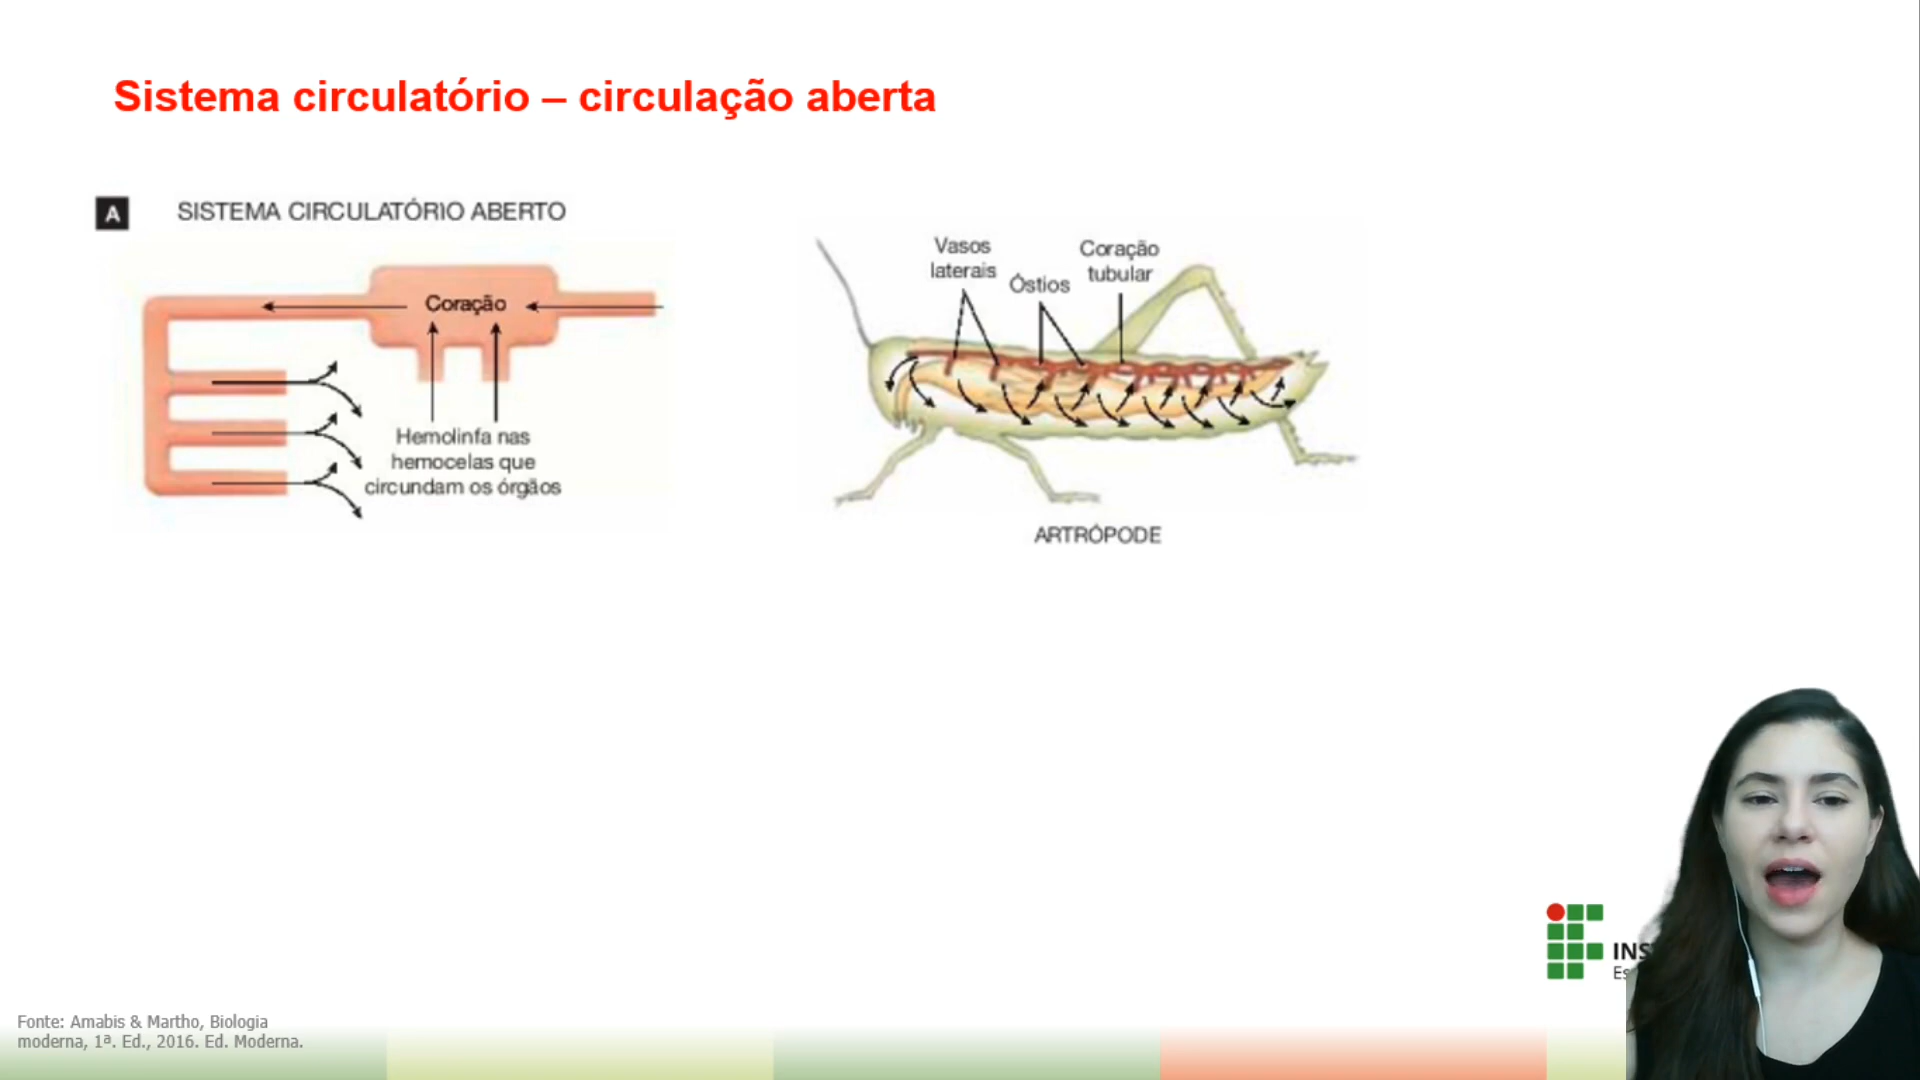 Sistema circulatório – circulação aberta
A
SISTEMA CIRCULATÓRIO ABERTO
Coração
Hemolinfa nas
hemocelas que
circundam os órgãos
Vasos
laterais
Óstios
Coração
tubular
ARTRÓPODE
Fonte: Amabis & Martho, Biologia
moderna, 1ª. Ed., 2016. Ed. Moderna.